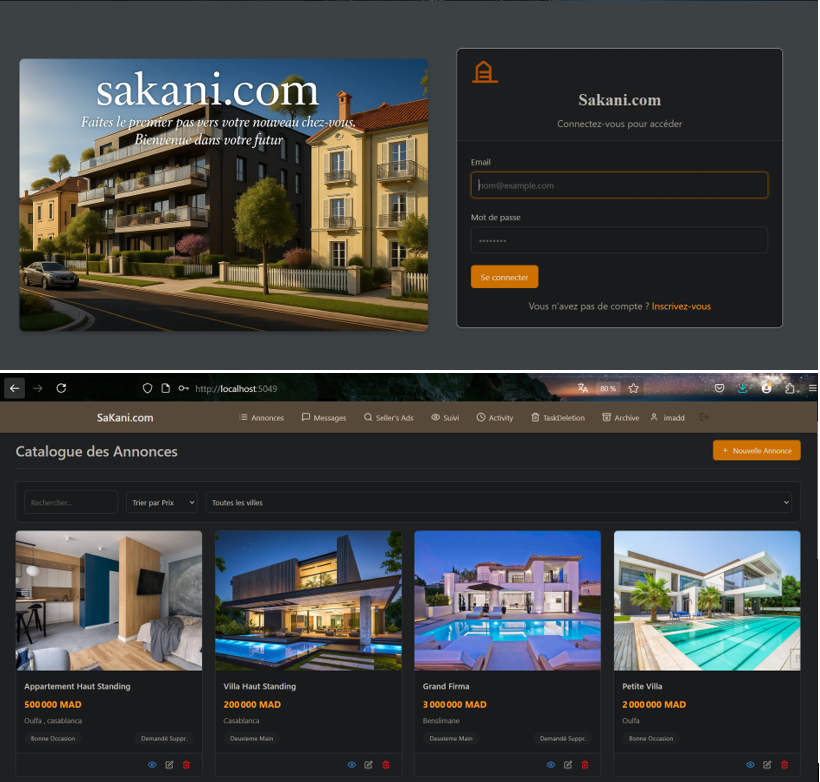 sakani.com
Faites le premier pas vers votre nouveau chez-vous.
Bienvenue dans votre futur
Sakani.com
Connectez-vous pour accéder
Email
nom@example.com
Mot de passe
••••••••
Se connecter
Vous n'avez pas de compte ? Inscrivez-vous
http://localhost:5049
80 %
SaKani.com
Annonces
Messages
Seller's Ads
Suivi
Activity
TaskDeletion
Archive
imadd
Catalogue des Annonces
+ Nouvelle Annonce
Rechercher...
Trier par Prix
Toutes les villes
Appartement Haut Standing
500 000 MAD
Oulfa , casablanca
Bonne Occasion
Demandé Suppr.
Villa Haut Standing
200 000 MAD
Casablanca
Deuxieme Main
Grand Firma
3 000 000 MAD
Benslimane
Deuxieme Main
Demandé Suppr.
Petite Villa
2 000 000 MAD
Oulfa
Bonne Occasion